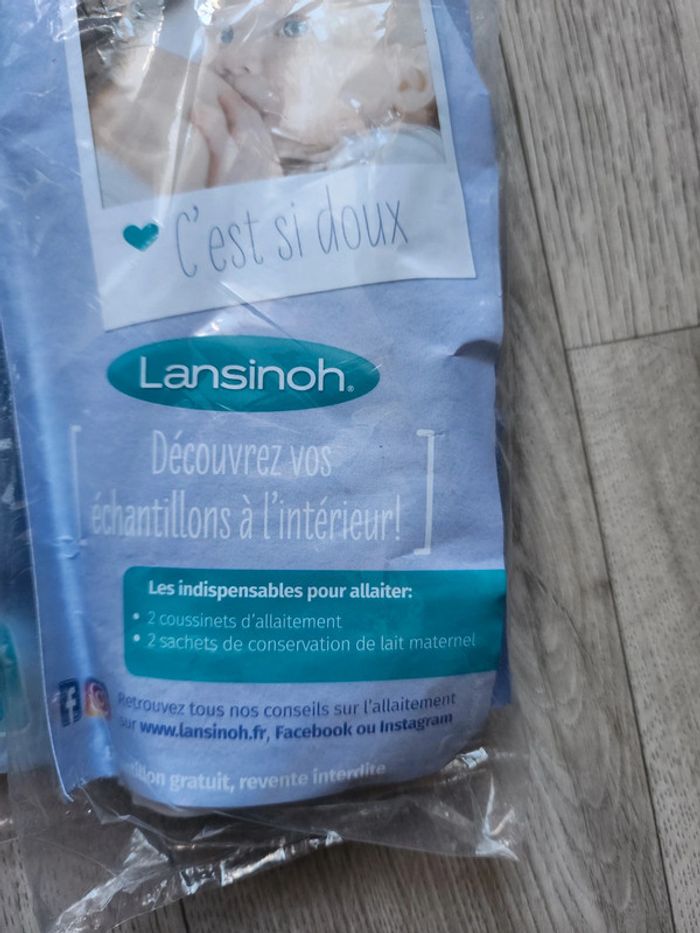 C'est si doux
Lansinoh®
Découvrez vos
échantillons à l'intérieur!
Les indispensables pour allaiter:
• 2 coussinets d'allaitement
• 2 sachets de conservation de lait maternel
Retrouvez tous nos conseils sur l'allaitement
sur www.lansinoh.fr, Facebook ou Instagram
gratuit, revente interdite